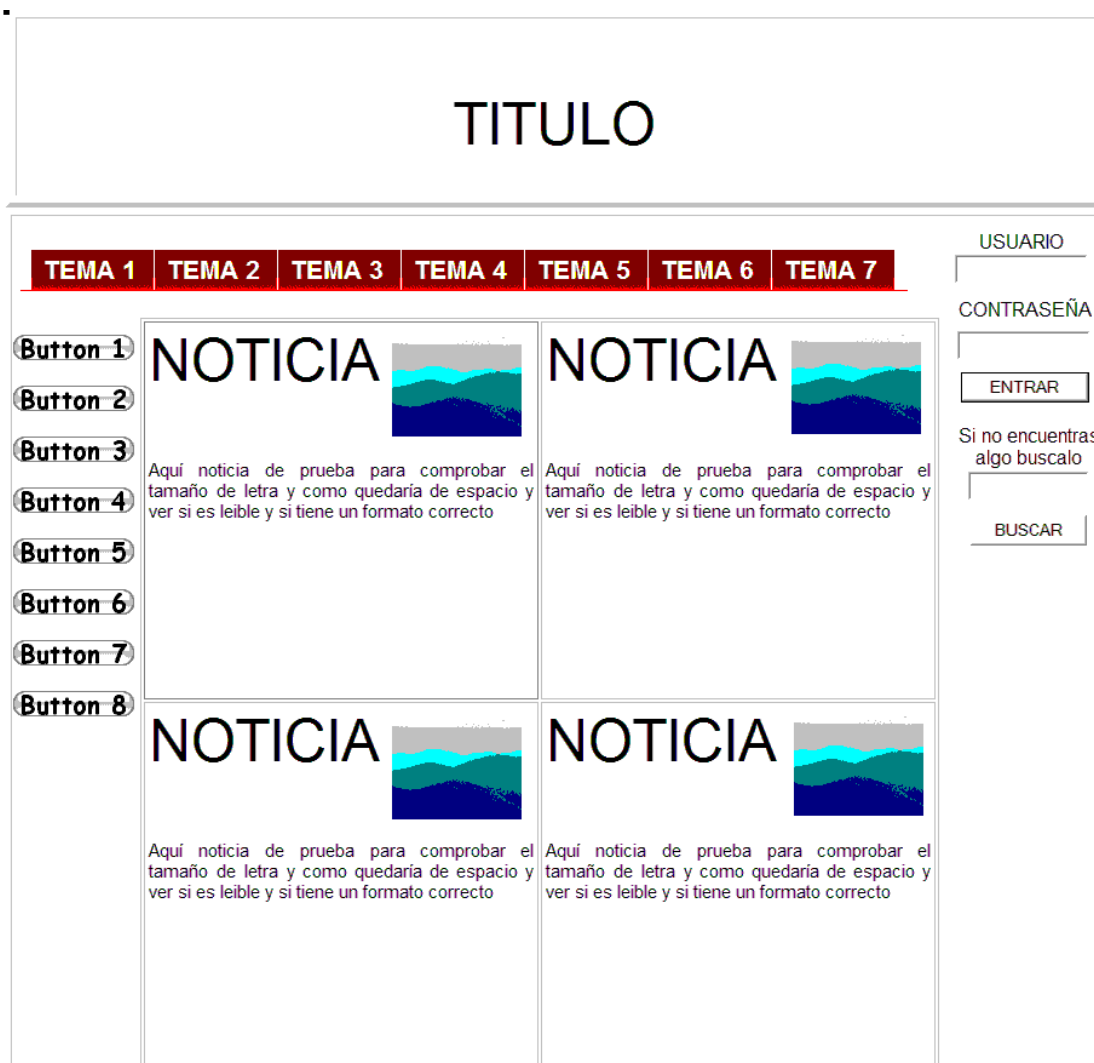 TITULO
TEMA 1 TEMA 2 TEMA 3 TEMA 4 TEMA 5 TEMA 6 TEMA 7
Button 1
Button 2
Button 3
Button 4
Button 5
Button 6
Button 7
Button 8
NOTICIA
Aquí noticia de prueba para comprobar el
tamaño de letra y como quedaría de espacio y
ver si es leible y si tiene un formato correcto
NOTICIA
Aquí noticia de prueba para comprobar el
tamaño de letra y como quedaría de espacio y
ver si es leible y si tiene un formato correcto
NOTICIA
Aquí noticia de prueba para comprobar el
tamaño de letra y como quedaría de espacio y
ver si es leible y si tiene un formato correcto
NOTICIA
Aquí noticia de prueba para comprobar el
tamaño de letra y como quedaría de espacio y
ver si es leible y si tiene un formato correcto
USUARIO
CONTRASEÑA
ENTRAR
Si no encuentras
algo buscalo
BUSCAR